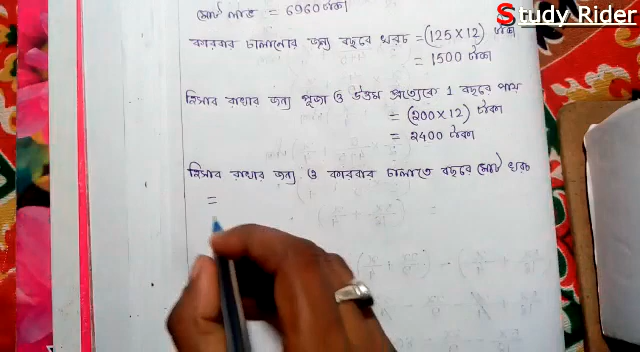 Study Rider
মোট লাভ = 6960 টাকা
কারবার চালানোর জন্য বছরে খরচ = (125 × 12) টাকা
= 1500 টাকা
হিসাব রাখার জন্য পূজা ও উত্তম প্রত্যেকে 1 বছরে পায়
= (200 × 12) টাকা
= 2400 টাকা
হিসাব রাখার জন্য ও কারবার চালাতে বছরে মোট খরচ
=